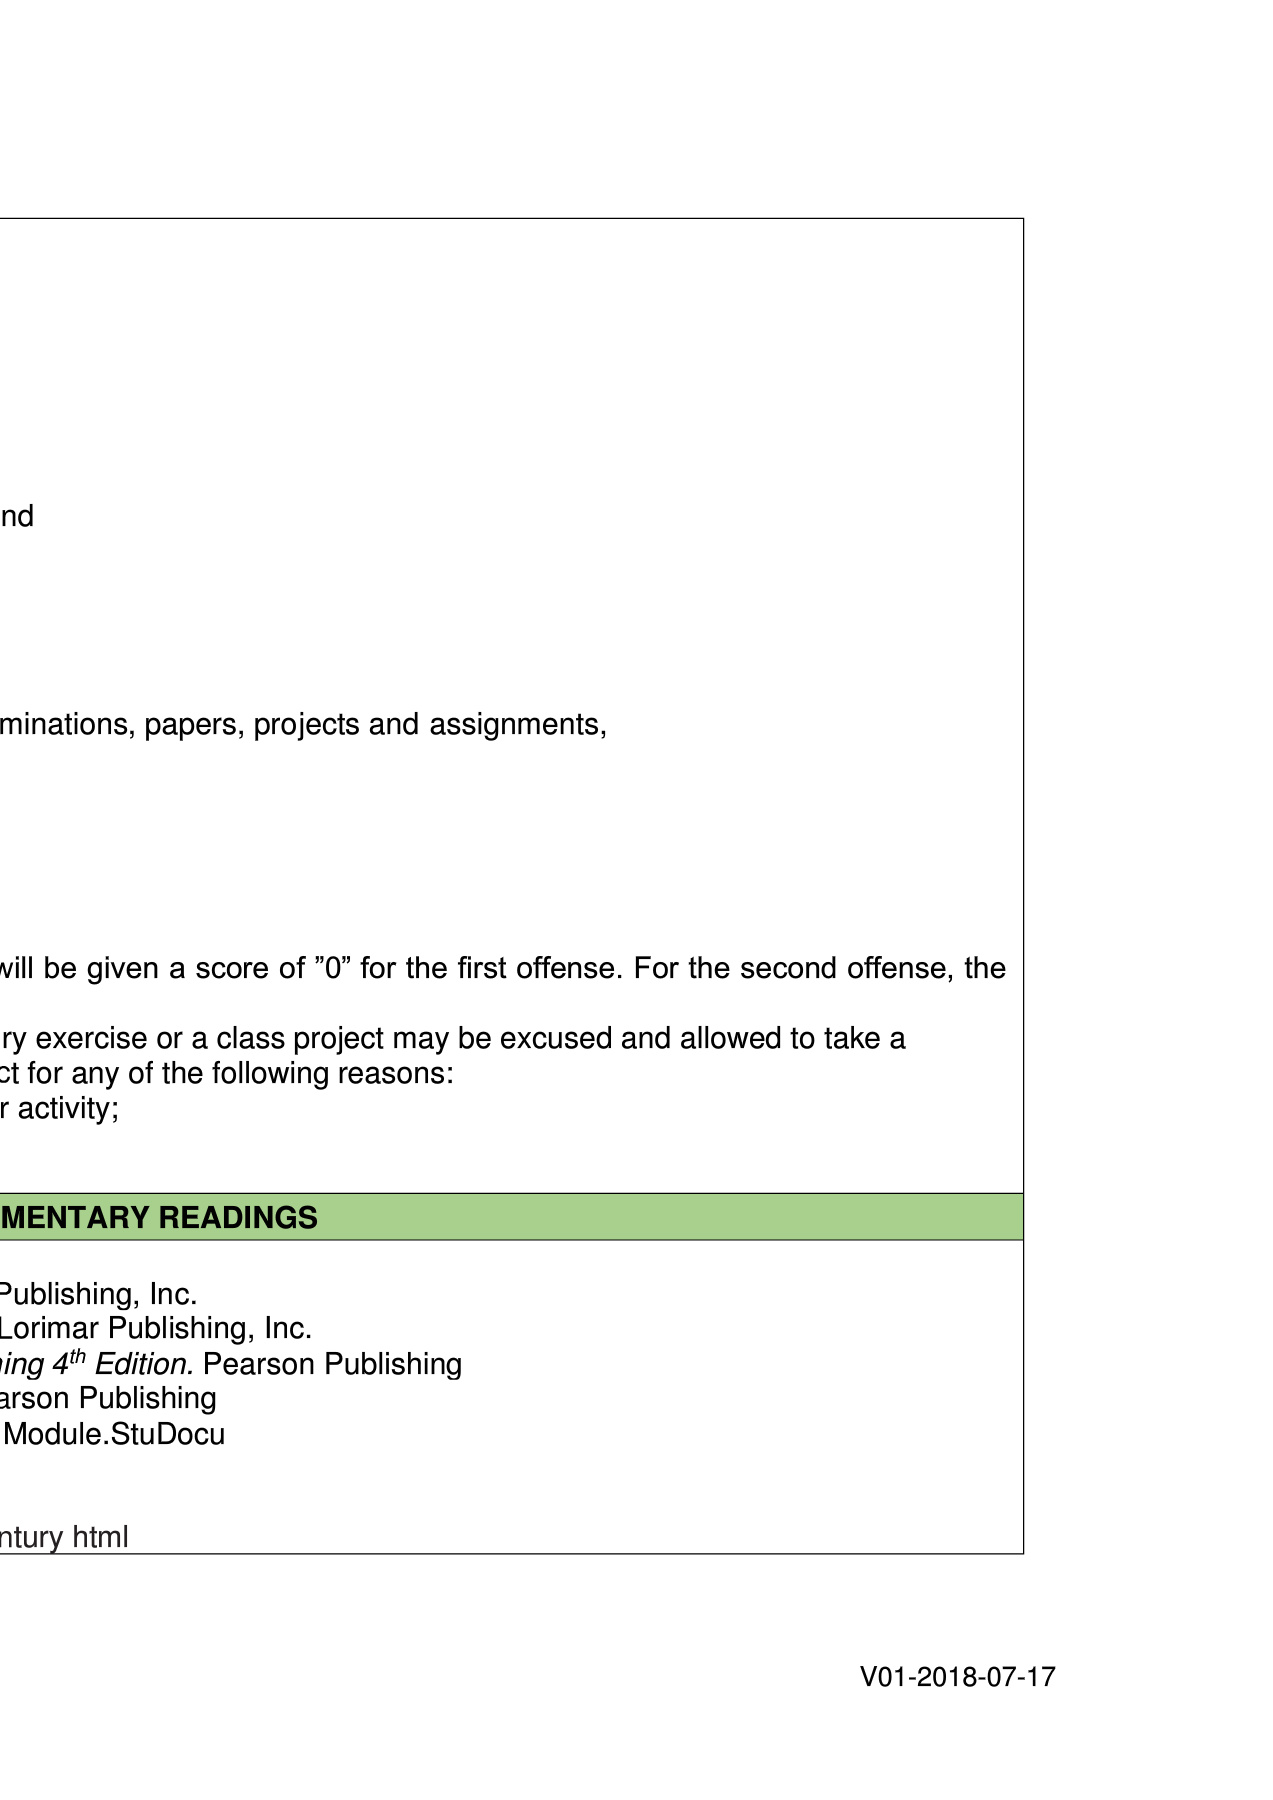 nd
minations, papers, projects and assignments,
will be given a score of ”0” for the first offense. For the second offense, the
ry exercise or a class project may be excused and allowed to take a
ct for any of the following reasons:
r activity;
MENTARY READINGS
Publishing, Inc.
Lorimar Publishing, Inc.
ing 4th Edition. Pearson Publishing
arson Publishing
Module.StuDocu
ntury html
V01-2018-07-17